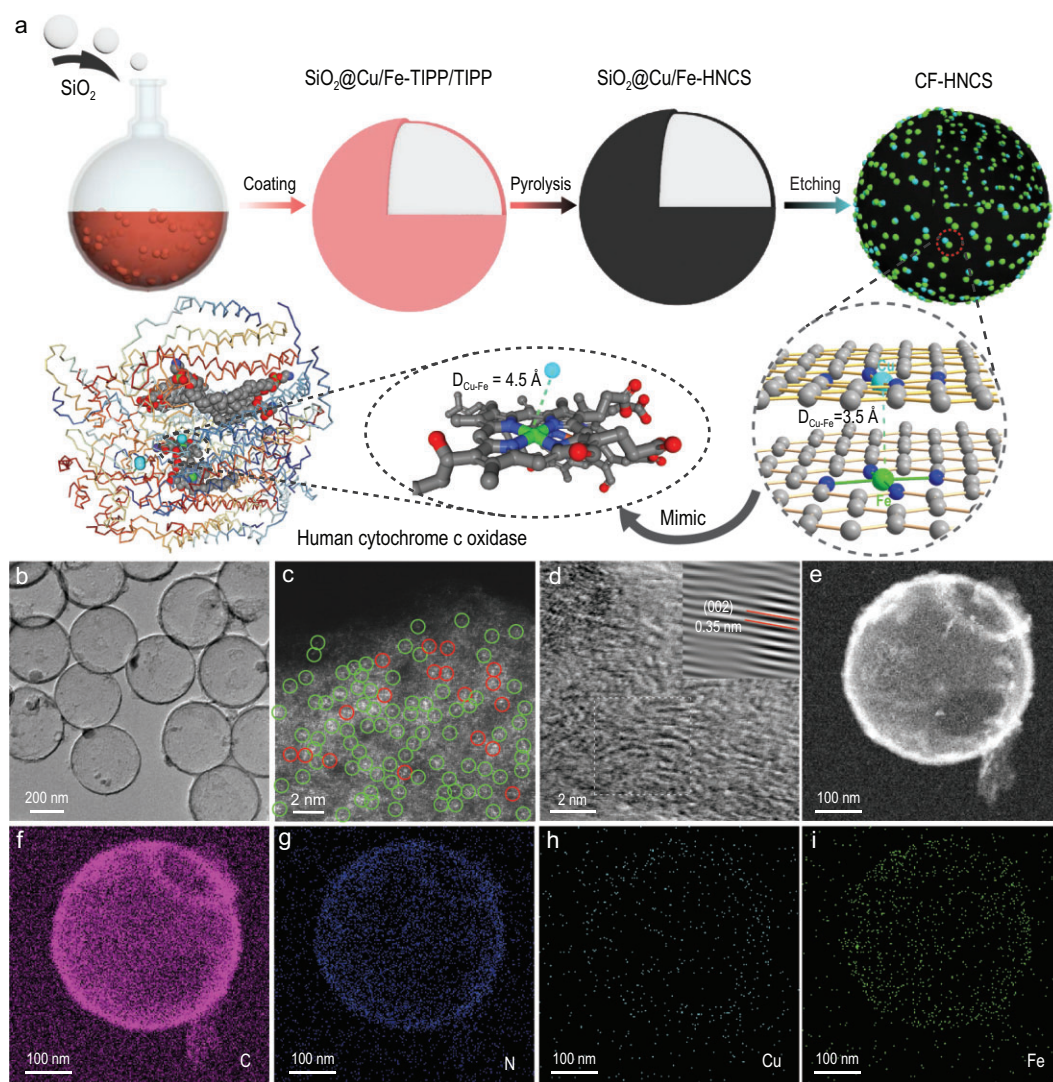 a
SiO₂
SiO₂@Cu/Fe-TIPP/TIPP
SiO₂@Cu/Fe-HNCS
CF-HNCS
Coating
Pyrolysis
Etching
D_Cu-Fe = 4.5 Å
Cu
D_Cu-Fe=3.5 Å
Fe
Human cytochrome c oxidase
Mimic
b
200 nm
c
2 nm
d
(002)
0.35 nm
2 nm
e
100 nm
f
100 nm
C
g
100 nm
N
h
100 nm
Cu
i
100 nm
Fe